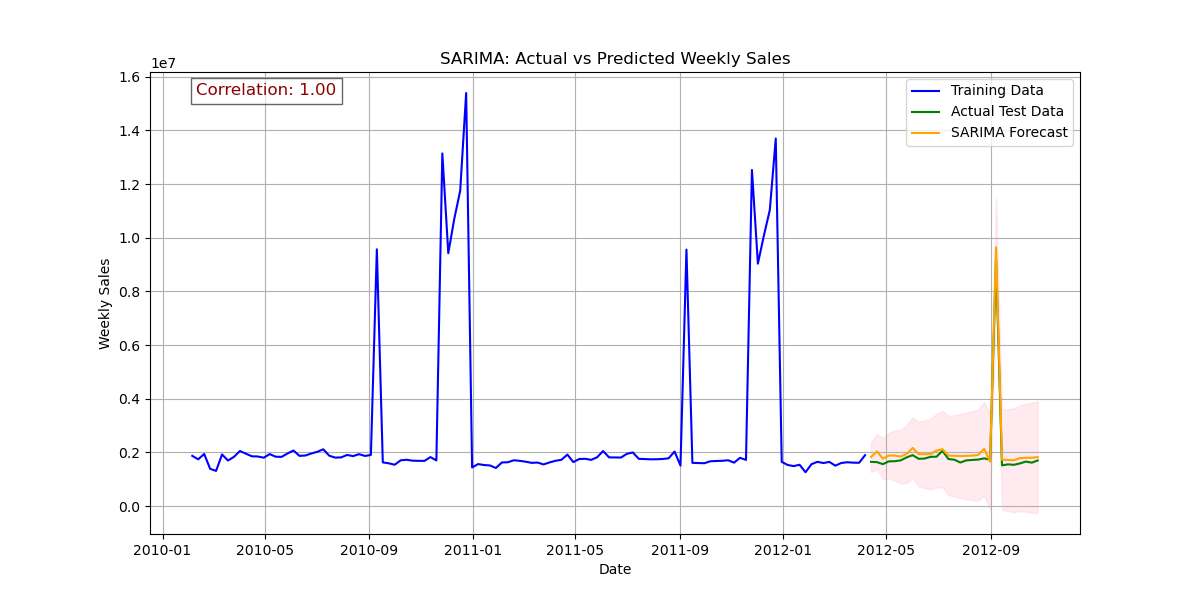 SARIMA: Actual vs Predicted Weekly Sales
1e7
Correlation: 1.00
Training Data
Actual Test Data
SARIMA Forecast
1.6
1.4
1.2
1.0
0.8
0.6
0.4
0.2
0.0
Weekly Sales
2010-01 2010-05 2010-09 2011-01 2011-05 2011-09 2012-01 2012-05 2012-09
Date